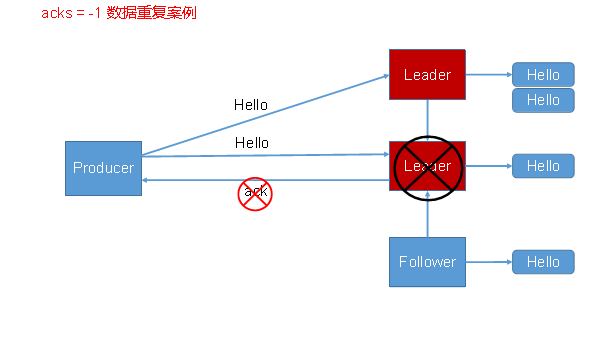 acks = -1 数据重复案例
Leader
Hello
Hello
Hello
Hello
Producer
Leader
Hello
ack
Follower
Hello